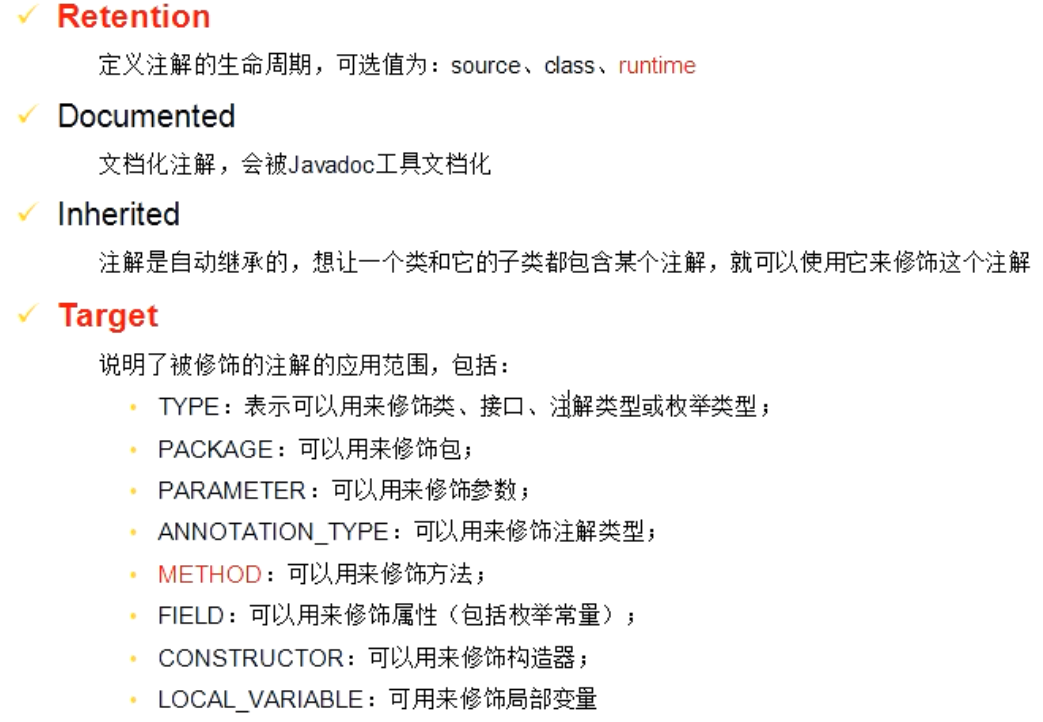 Retention
定义注解的生命周期，可选值为：source、class、runtime
Documented
文档化注解，会被Javadoc工具文档化
Inherited
注解是自动继承的，想让一个类和它的子类都包含某个注解，就可以使用它来修饰这个注解
Target
说明了被修饰的注解的应用范围，包括：
TYPE：表示可以用来修饰类、接口、注解类型或枚举类型；
PACKAGE：可以用来修饰包；
PARAMETER：可以用来修饰参数；
ANNOTATION_TYPE：可以用来修饰注解类型；
METHOD：可以用来修饰方法；
FIELD：可以用来修饰属性（包括枚举常量）；
CONSTRUCTOR：可以用来修饰构造器；
LOCAL_VARIABLE：可用来修饰局部变量